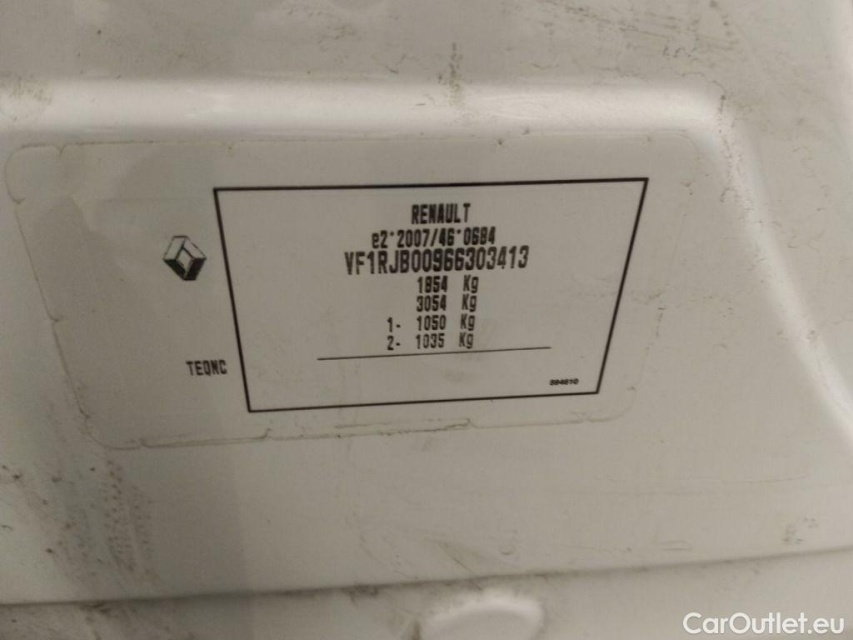 RENAULT
e2*2007/46*0684
VF1RJB00966303413
1854 Kg
3054 Kg
1- 1050 Kg
2- 1035 Kg
TEQNC
CarOutlet.eu